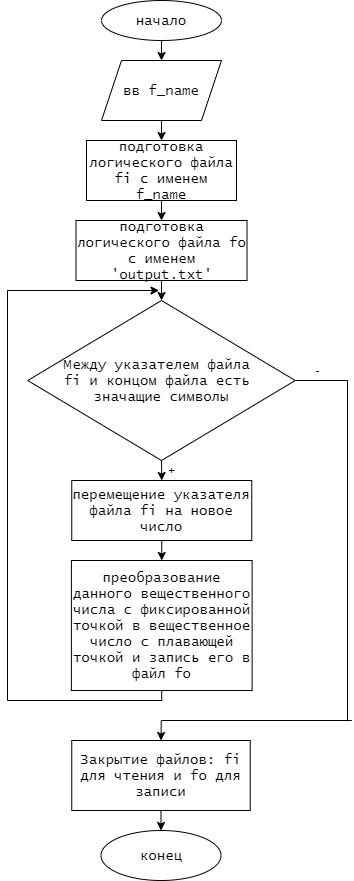 начало
вв f_name
подготовка
логического файла
fi с именем
f_name
подготовка
логического файла fo
с именем
'output.txt'
Между указателем файла
fi и концом файла есть
значащие символы
-
+
перемещение указателя
файла fi на новое
число
преобразование
данного вещественного
числа с фиксированной
точкой в вещественное
число с плавающей
точкой и запись его в
файл fo
Закрытие файлов: fi
для чтения и fo для
записи
конец